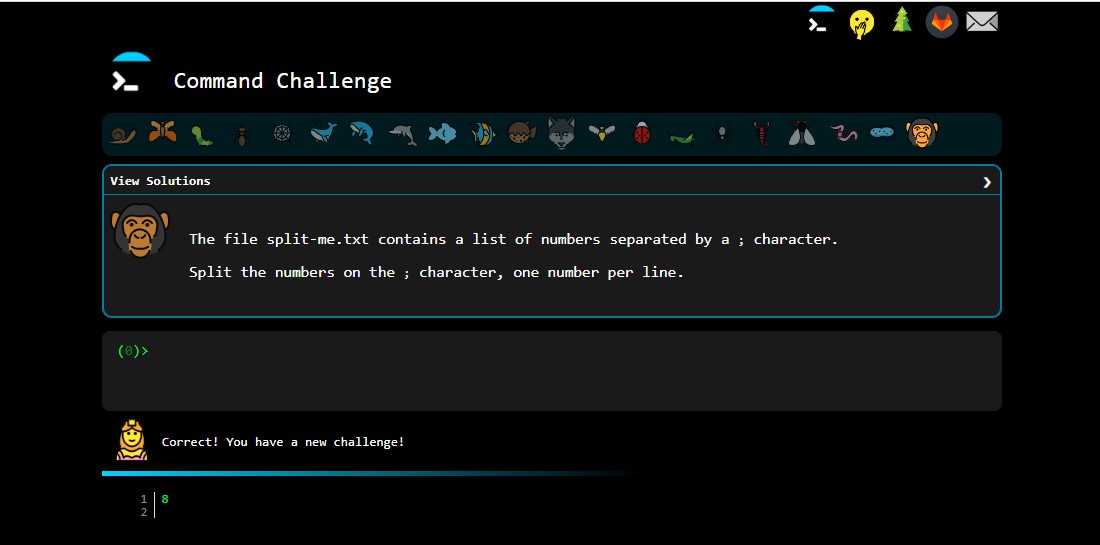 Command Challenge
View Solutions
The file split-me.txt contains a list of numbers separated by a ; character.
Split the numbers on the ; character, one number per line.
(0)>
Correct! You have a new challenge!
1 8
2